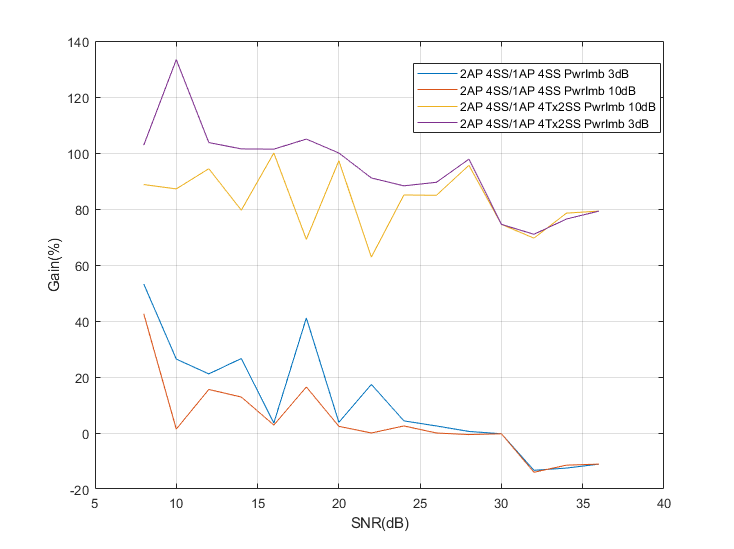 140
120
100
80
60
40
20
0
-20
5
10
15
20
25
30
35
40
Gain(%)
SNR(dB)
2AP 4SS/1AP 4SS PwrImb 3dB
2AP 4SS/1AP 4SS PwrImb 10dB
2AP 4SS/1AP 4Tx2SS PwrImb 10dB
2AP 4SS/1AP 4Tx2SS PwrImb 3dB